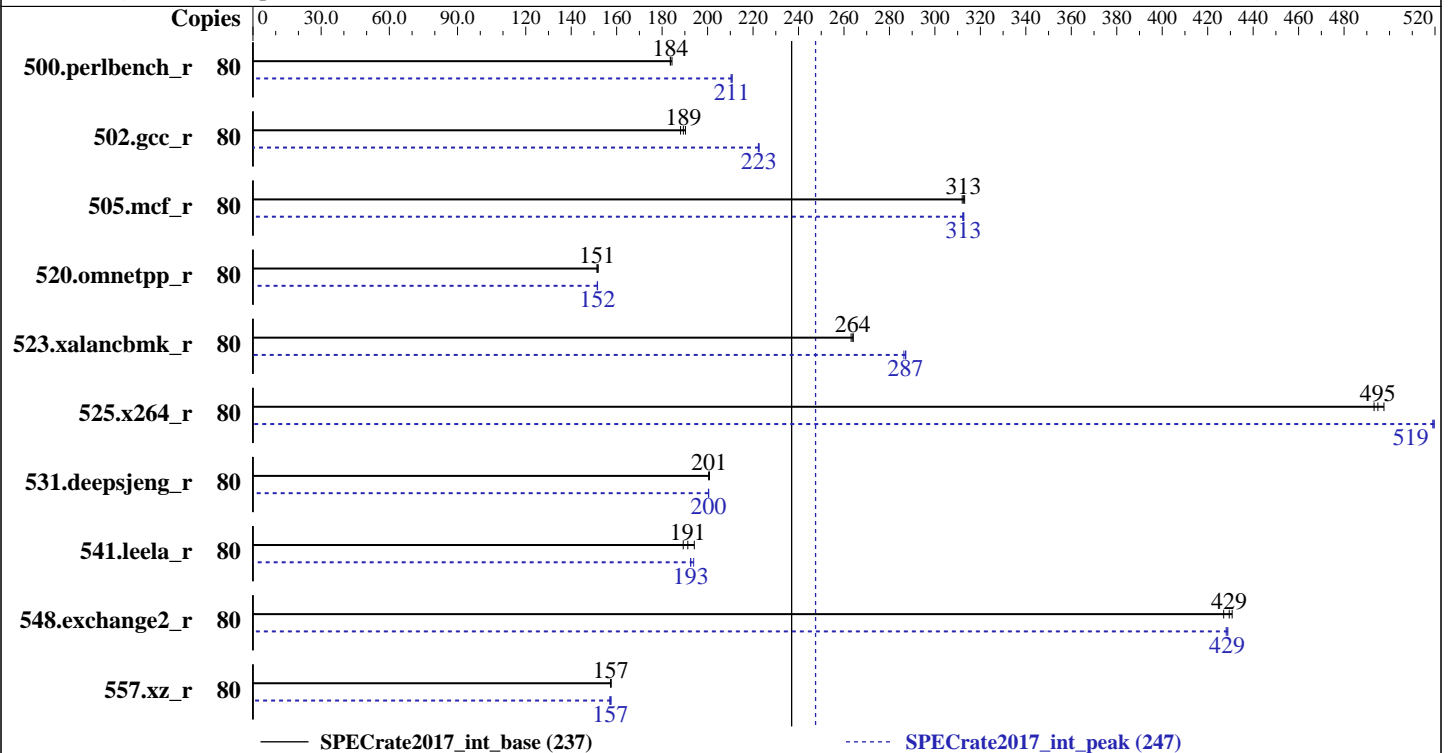 Copies 0 30.0 60.0 90.0 120 140 160 180 200 220 240 260 280 300 320 340 360 380 400 420 440 460 480 520
184
500.perlbench_r 80
211
189
502.gcc_r 80
223
313
505.mcf_r 80
313
151
520.omnetpp_r 80
152
264
523.xalancbmk_r 80
287
495
525.x264_r 80
519
201
531.deepsjeng_r 80
200
191
541.leela_r 80
193
429
548.exchange2_r 80
429
157
557.xz_r 80
157
SPECrate2017_int_base (237) SPECrate2017_int_peak (247)